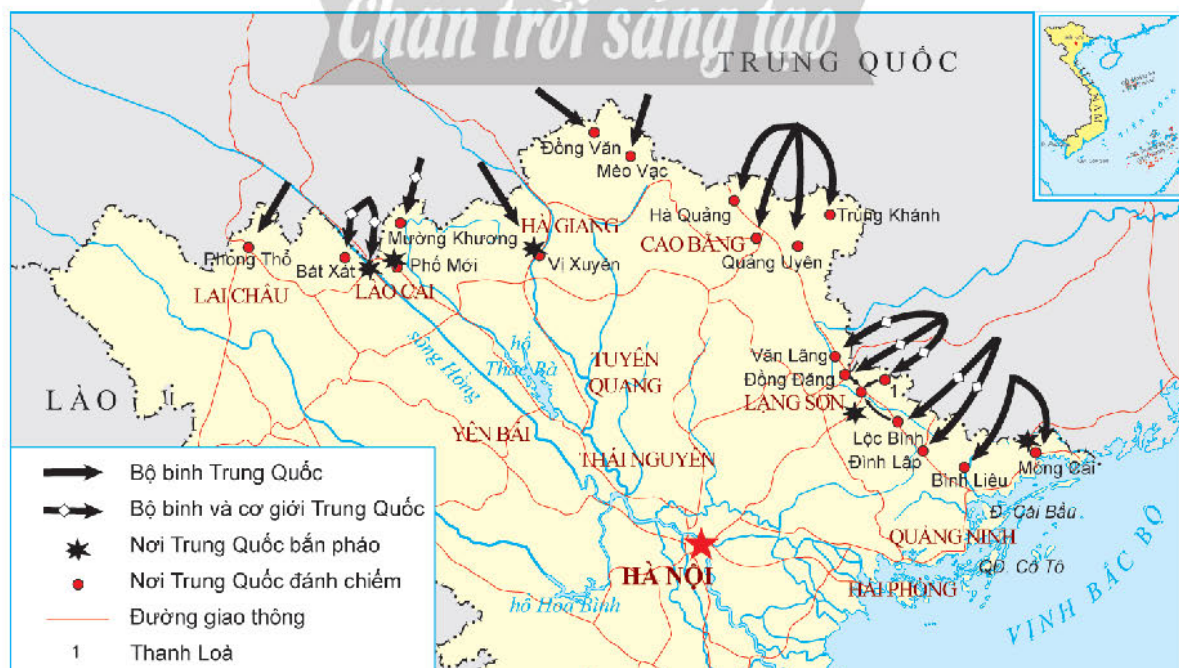 Chân trời sáng tạo
TRUNG QUỐC
VIỆT NAM
Đồng Văn
Mèo Vạc
HÀ GIANG
Hà Quảng
Trùng Khánh
CAO BẰNG
Quảng Uyên
Mường Khương
Phong Thổ
Bát Xát
Phố Mới
Vị Xuyên
LAI CHÂU
LÀO CAI
sông Hồng
hồ
Thác Bà
TUYÊN
QUANG
Văn Lãng
Đồng Đăng
1
LẠNG SƠN
LÀO
YÊN BÁI
THÁI NGUYÊN
Lộc Bình
Đình Lập
Bình Liêu
Móng Cái
Đ. Cái Bầu
QUẢNG NINH
QĐ. Cô Tô
HÀ NỘI
HẢI PHÒNG
hồ Hoà Bình
VỊNH BẮC BỘ
Bộ binh Trung Quốc
Bộ binh và cơ giới Trung Quốc
Nơi Trung Quốc bắn pháo
Nơi Trung Quốc đánh chiếm
Đường giao thông
1 Thanh Loà